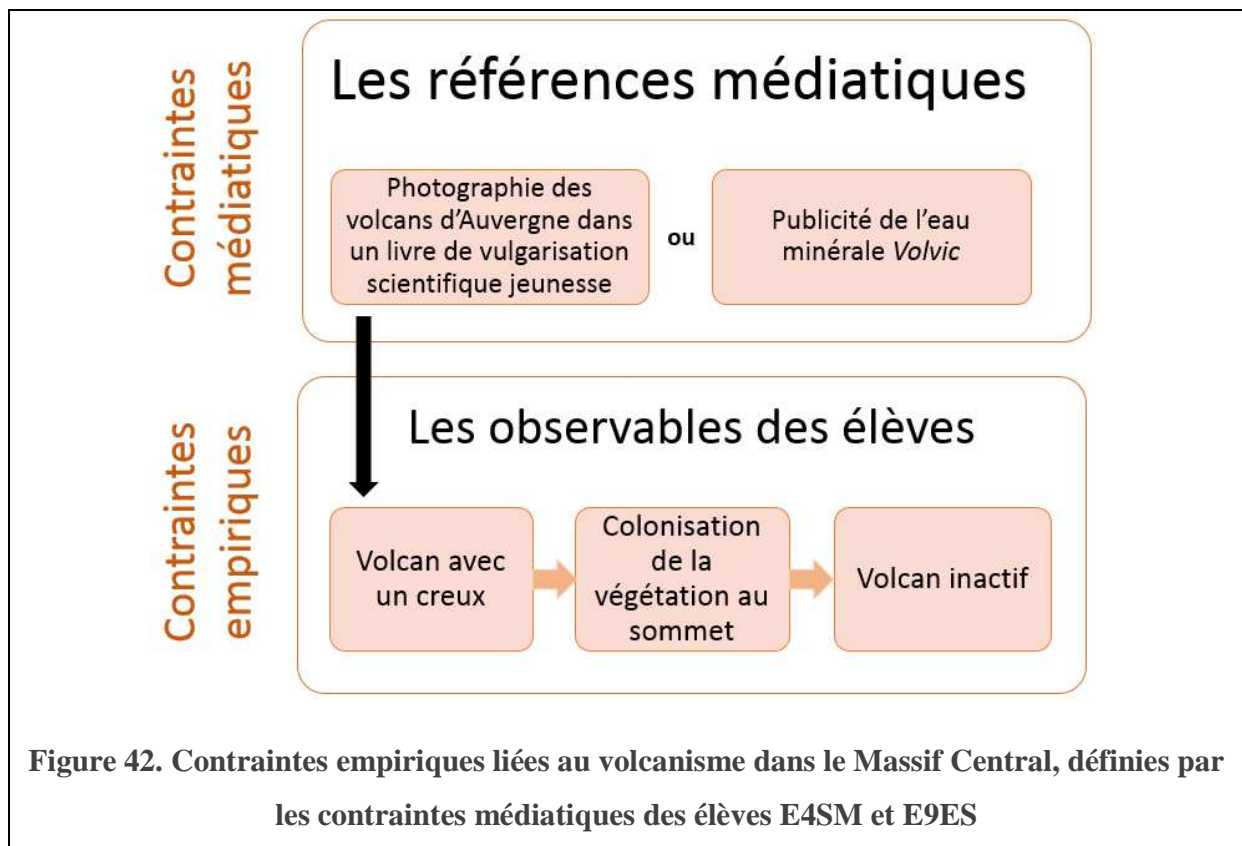 Contraintes
médiatiques
Les références médiatiques
Photographie des
volcans d’Auvergne dans
un livre de vulgarisation
scientifique jeunesse
ou
Publicité de l’eau
minérale Volvic
Contraintes
empiriques
Les observables des élèves
Volcan avec
un creux
Colonisation
de la
végétation au
sommet
Volcan inactif
Figure 42. Contraintes empiriques liées au volcanisme dans le Massif Central, définies par
les contraintes médiatiques des élèves E4SM et E9ES